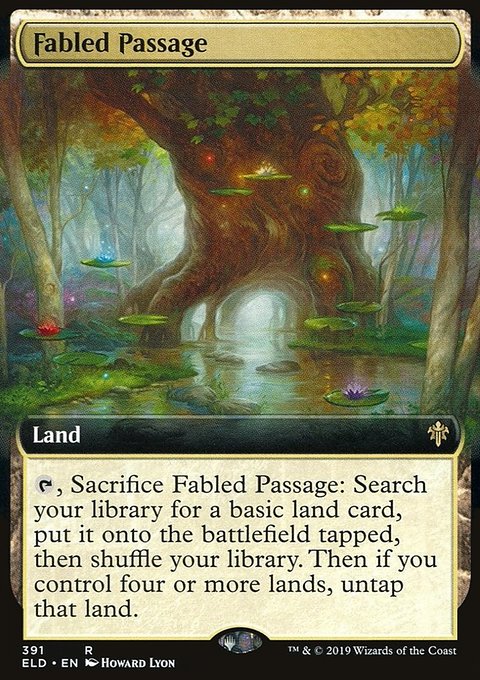 Fabled Passage
Land
, Sacrifice Fabled Passage: Search
your library for a basic land card,
put it onto the battlefield tapped,
then shuffle your library. Then if you
control four or more lands, untap
that land.
391 R
ELD • EN Howard Lyon
™ & © 2019 Wizards of the Coast